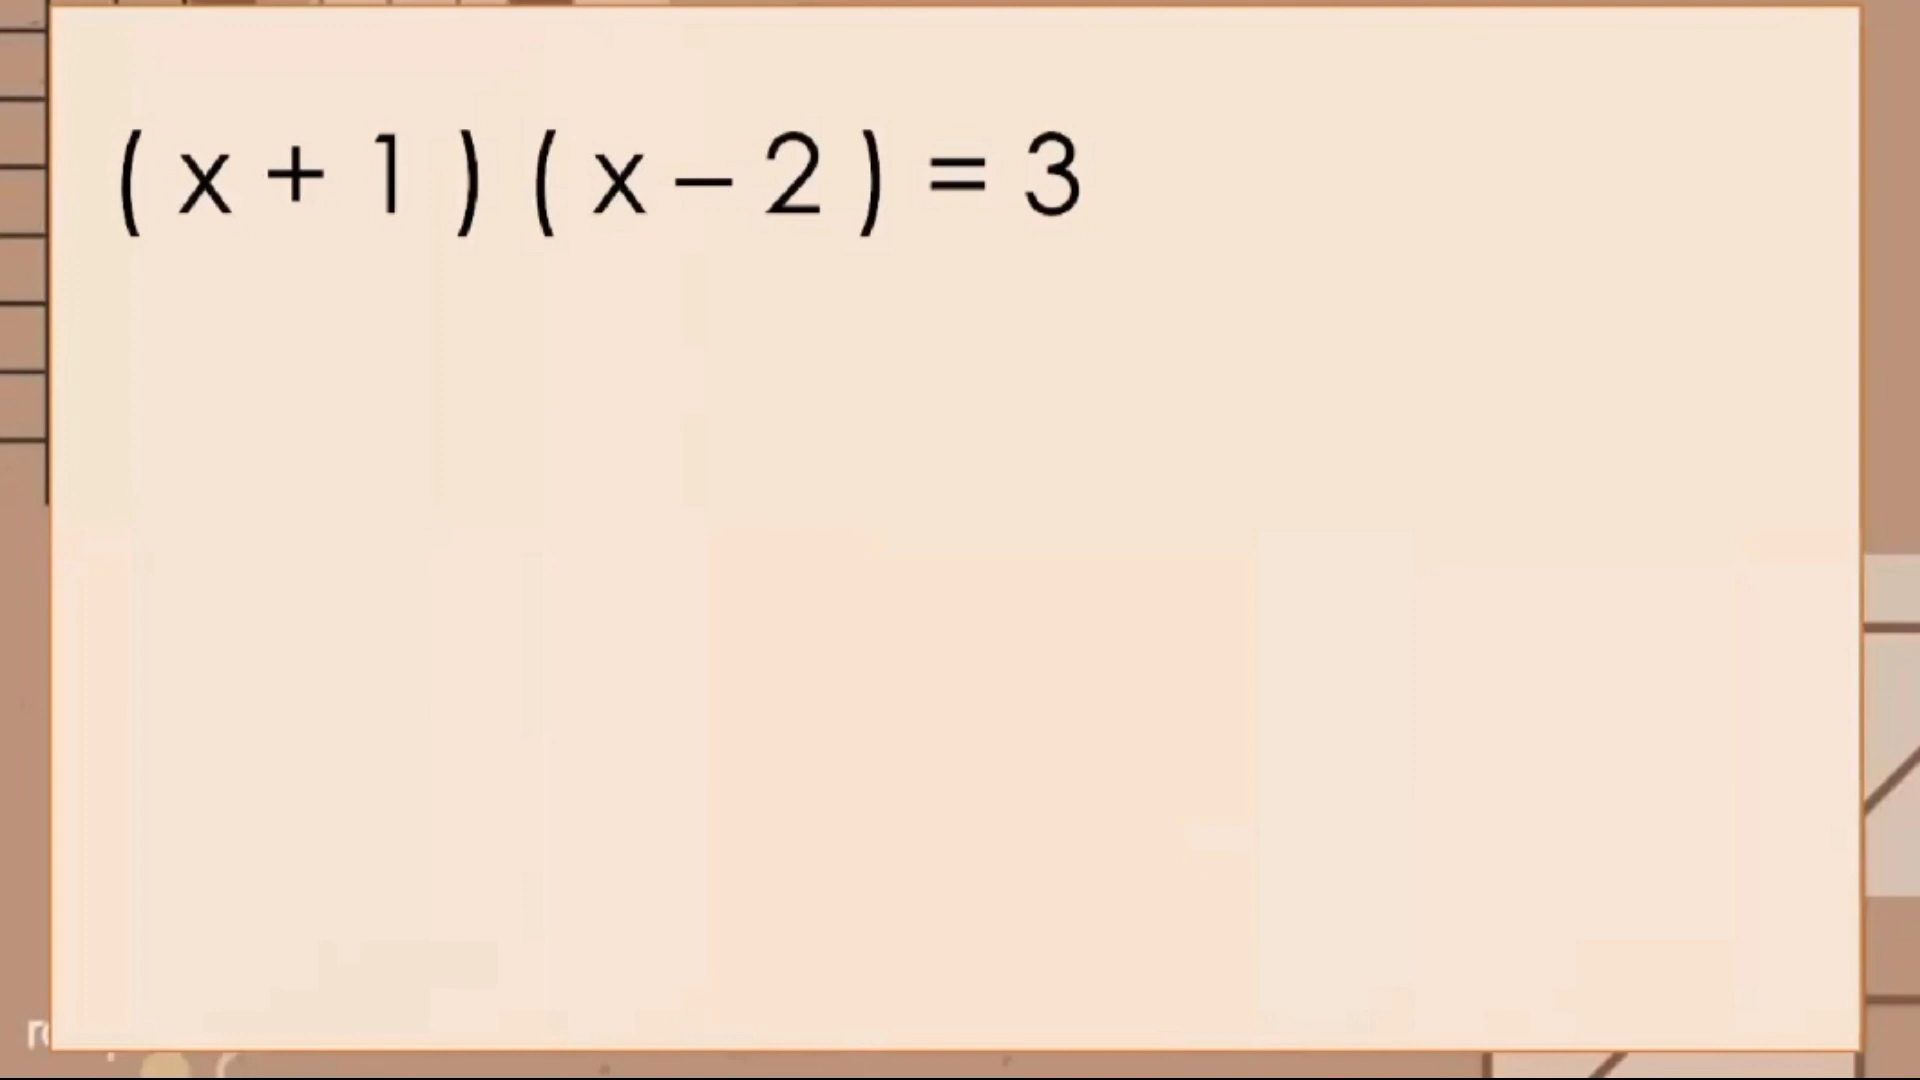 ( x + 1 ) ( x – 2 ) = 3